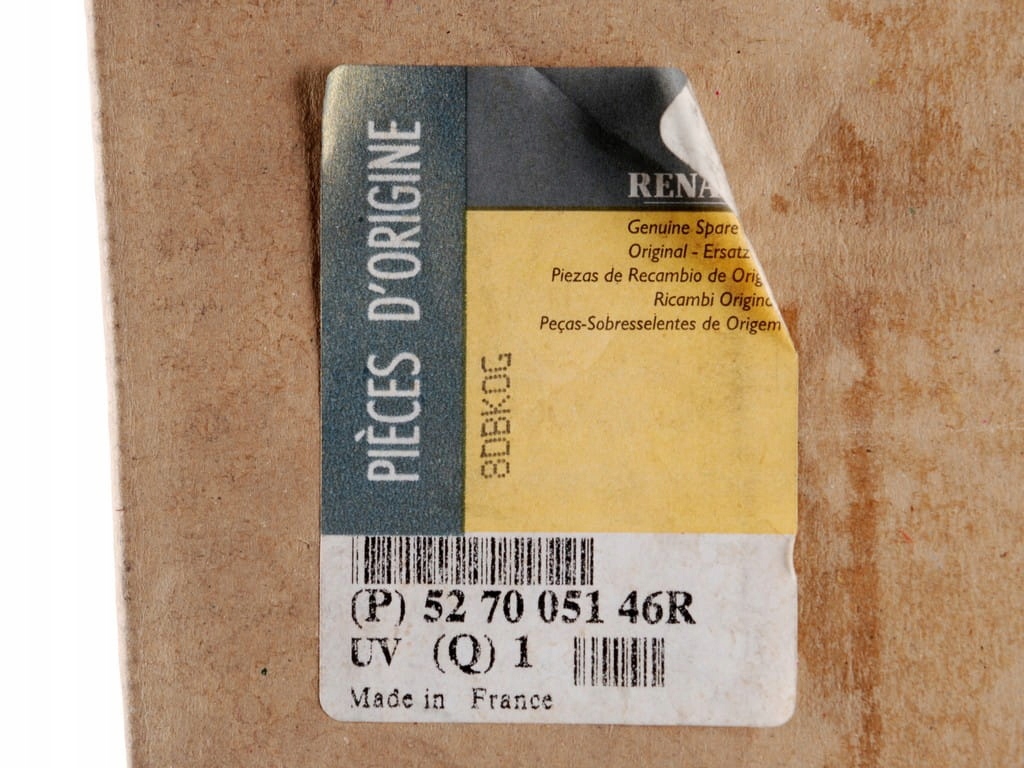 PIÈCES D'ORIGINE
RENA
Genuine Spare
Original - Ersatz
Piezas de Recambio de Orig
Ricambi Origina
Peças-Sobresselentes de Origem
8DBKOG
(P) 52 70 051 46R
UV (Q) 1
Made in France